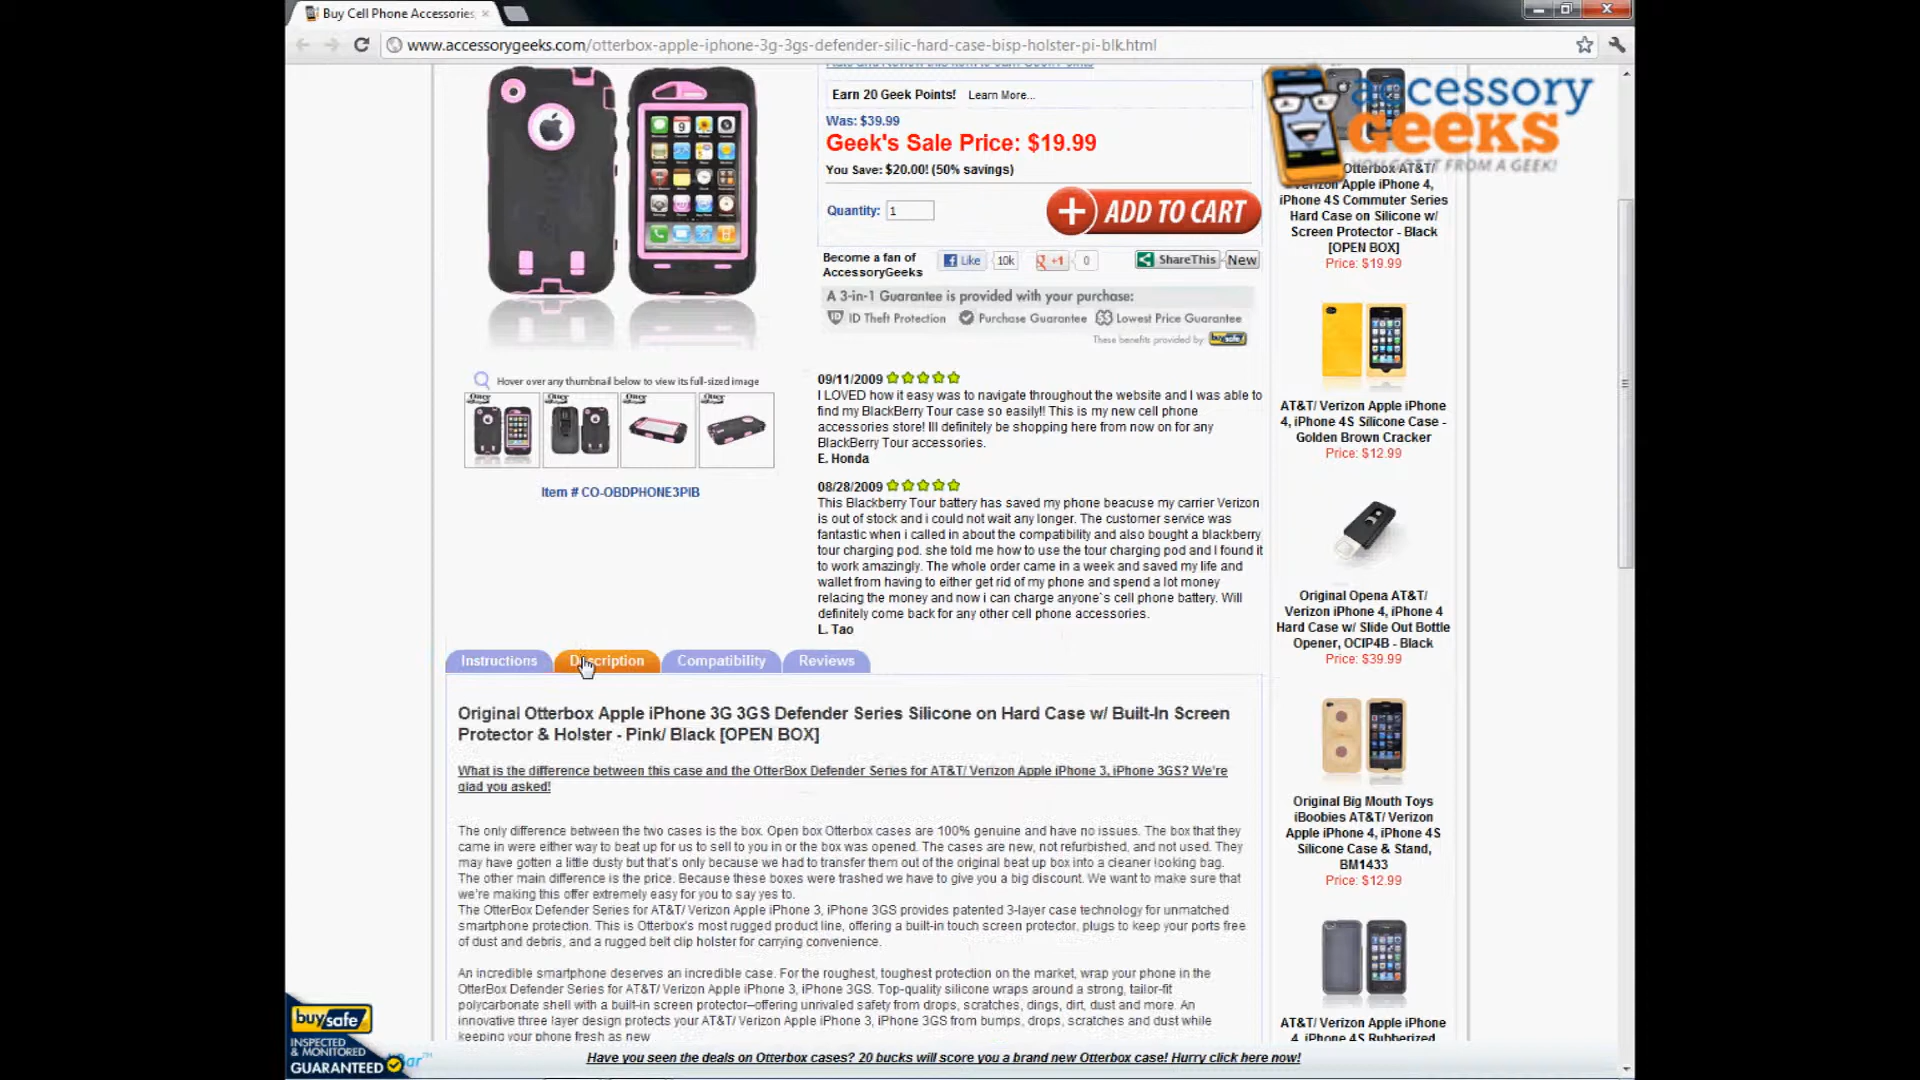 Buy Cell Phone Accessories,
www.accessorygeeks.com/otterbox-apple-iphone-3g-3gs-defender-silic-hard-case-bisp-holster-pi-blk.html
Earn 20 Geek Points! Learn More...
Was: $39.99
Geek's Sale Price: $19.99
You Save: $20.00! (50% savings)
Quantity: 1
ADD TO CART
Become a fan of
AccessoryGeeks
Like 10k
+1 0
ShareThis New
A 3-in-1 Guarantee is provided with your purchase:
ID Theft Protection Purchase Guarantee Lowest Price Guarantee
These benefits provided by: buySafe
Hover over any thumbnail below to view its full-sized image
Otter Otter Otter Otter
Item # CO-OBDPHONE3PIB
09/11/2009
I LOVED how it easy was to navigate throughout the website and I was able to
find my BlackBerry Tour case so easily!! This is my new cell phone
accessories store! Ill definitely be shopping here from now on for any
BlackBerry Tour accessories.
E. Honda
08/28/2009
This Blackberry Tour battery has saved my phone beacuse my carrier Verizon
is out of stock and i could not wait any longer. The customer service was
fantastic when i called in about the compatibility and also bought a blackberry
tour charging pod. she told me how to use the tour charging pod and I found it
to work amazingly. The whole order came in a week and saved my life and
wallet from having to either get rid of my phone and spend a lot money
relacing the money and now i can charge anyone`s cell phone battery. Will
definitely come back for any other cell phone accessories.
L. Tao
Instructions Description Compatibility Reviews
Original Otterbox Apple iPhone 3G 3GS Defender Series Silicone on Hard Case w/ Built-In Screen
Protector & Holster - Pink/ Black [OPEN BOX]
What is the difference between this case and the OtterBox Defender Series for AT&T/ Verizon Apple iPhone 3, iPhone 3GS? We're
glad you asked!
The only difference between the two cases is the box. Open box Otterbox cases are 100% genuine and have no issues. The box that they
came in were either way to beat up for us to sell to you in or the box was opened. The cases are new, not refurbished, and not used. They
may have gotten a little dusty but that's only because we had to transfer them out of the original beat up box into a cleaner looking bag.
The other main difference is the price. Because these boxes were trashed we have to give you a big discount. We want to make sure that
we're making this offer extremely easy for you to say yes to.
The OtterBox Defender Series for AT&T/ Verizon Apple iPhone 3, iPhone 3GS provides patented 3-layer case technology for unmatched
smartphone protection. This is Otterbox's most rugged product line, offering a built-in touch screen protector, plugs to keep your ports free
of dust and debris, and a rugged belt clip holster for carrying convenience.
An incredible smartphone deserves an incredible case. For the roughest, toughest protection on the market, wrap your phone in the
OtterBox Defender Series for AT&T/ Verizon Apple iPhone 3, iPhone 3GS. Top-quality silicone wraps around a strong, tailor-fit
polycarbonate shell with a built-in screen protector–offering unrivaled safety from drops, scratches, dings, dirt, dust and more. An
innovative three layer design protects your AT&T/ Verizon Apple iPhone 3, iPhone 3GS from bumps, drops, scratches and dust while
keeping your phone fresh as new
accessory
GEEKS
YOU GOT IT FROM A GEEK!
Otterbox AT&T/
Verizon Apple iPhone 4,
iPhone 4S Commuter Series
Hard Case on Silicone w/
Screen Protector - Black
[OPEN BOX]
Price: $19.99
AT&T/ Verizon Apple iPhone
4, iPhone 4S Silicone Case -
Golden Brown Cracker
Price: $12.99
Original Opena AT&T/
Verizon iPhone 4, iPhone 4
Hard Case w/ Slide Out Bottle
Opener, OCIP4B - Black
Price: $39.99
Original Big Mouth Toys
iBoobies AT&T/ Verizon
Apple iPhone 4, iPhone 4S
Silicone Case & Stand,
BM1433
Price: $12.99
AT&T/ Verizon Apple iPhone
4, iPhone 4S Rubberized
buySafe
INSPECTED
& MONITORED
GUARANTEED
Have you seen the deals on Otterbox cases? 20 bucks will score you a brand new Otterbox case! Hurry click here now!